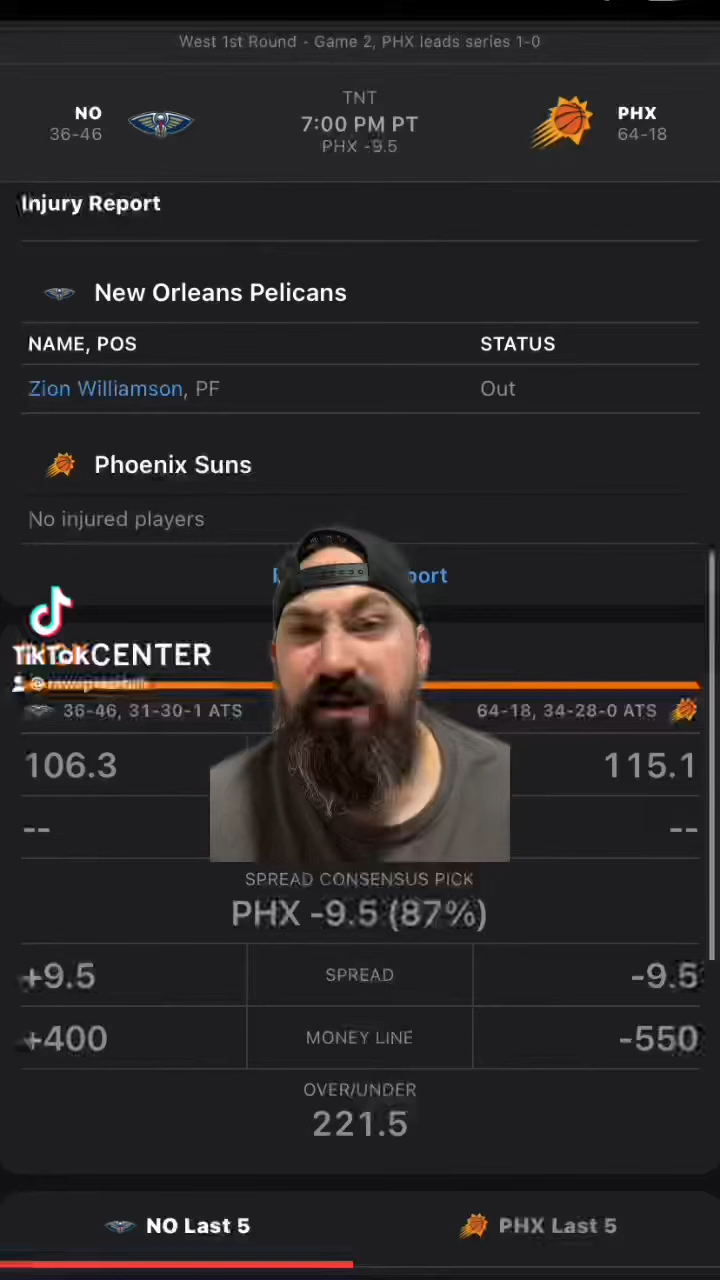 West 1st Round - Game 2, PHX leads series 1-0
NO
36-46
TNT
7:00 PM PT
PHX -9.5
PHX
64-18
Injury Report
New Orleans Pelicans
NAME, POS STATUS
Zion Williamson, PF Out
Phoenix Suns
No injured players
port
TikTok
CENTER
36-46, 31-30-1 ATS 64-18, 34-28-0 ATS
106.3 115.1
-- --
SPREAD CONSENSUS PICK
PHX -9.5 (87%)
+9.5 SPREAD -9.5
+400 MONEY LINE -550
OVER/UNDER
221.5
NO Last 5 PHX Last 5